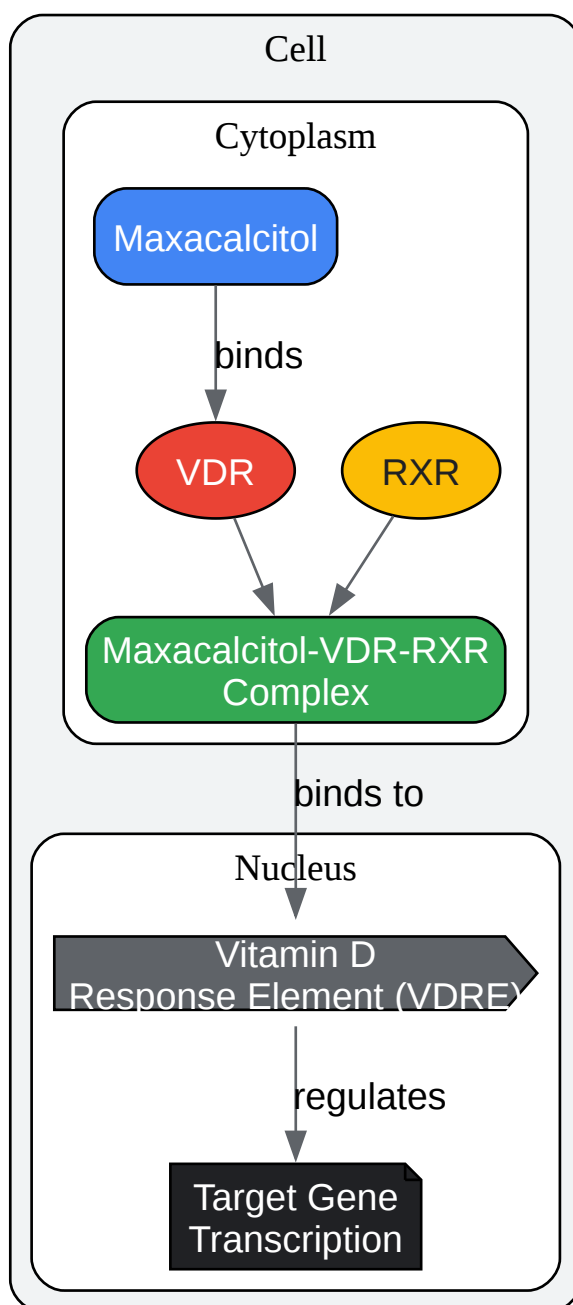 Cell
Cytoplasm
Maxacalcitol
binds
VDR
RXR
Maxacalcitol-VDR-RXR
Complex
binds to
Nucleus
Vitamin D
Response Element (VDRE)
regulates
Target Gene
Transcription